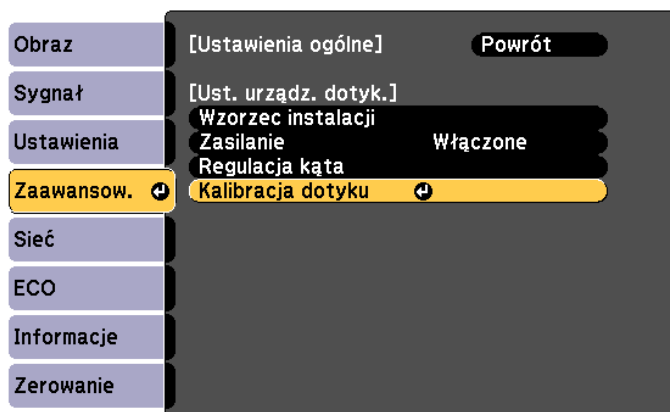 Obraz
Sygnał
Ustawienia
Zaawansow.
Sieć
ECO
Informacje
Zerowanie
[Ustawienia ogólne] Powrót
[Ust. urządz. dotyk.]
Wzorzec instalacji
Zasilanie Włączone
Regulacja kąta
Kalibracja dotyku